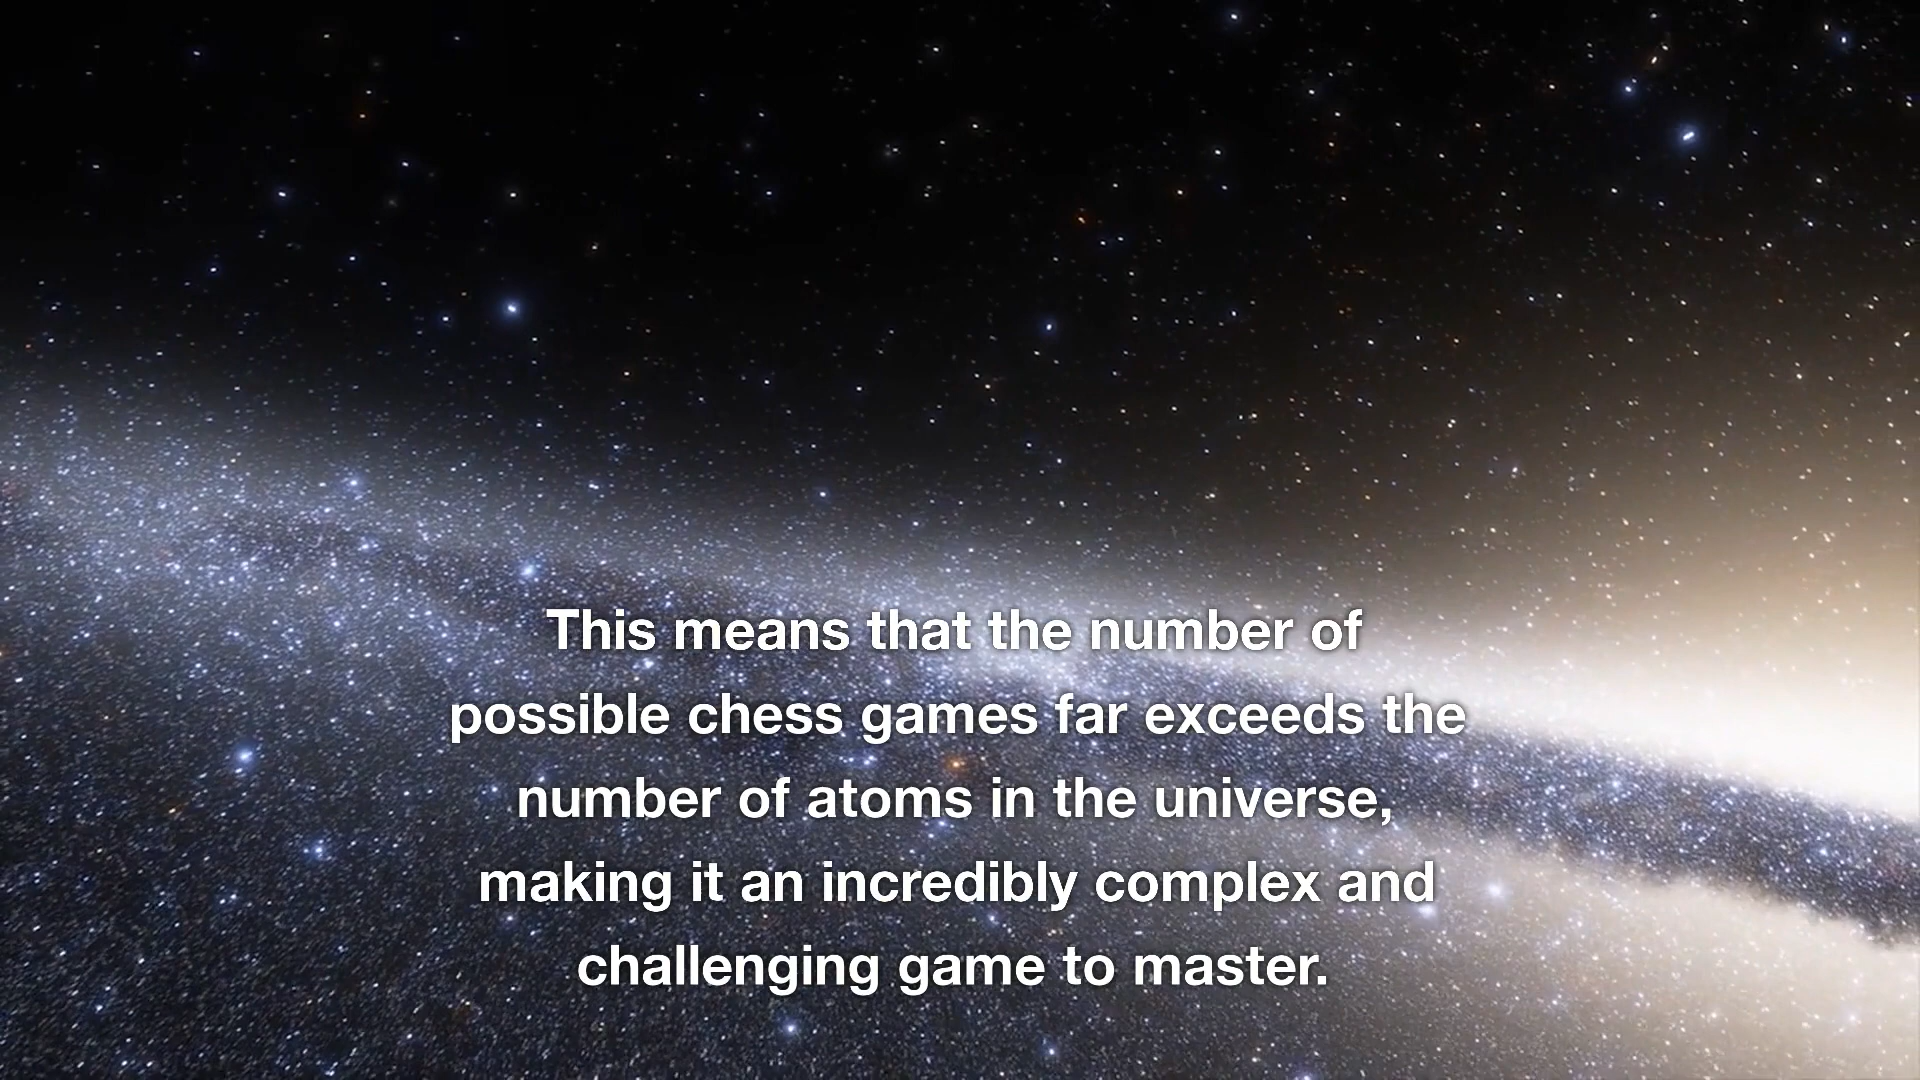 This means that the number of
possible chess games far exceeds the
number of atoms in the universe,
making it an incredibly complex and
challenging game to master.